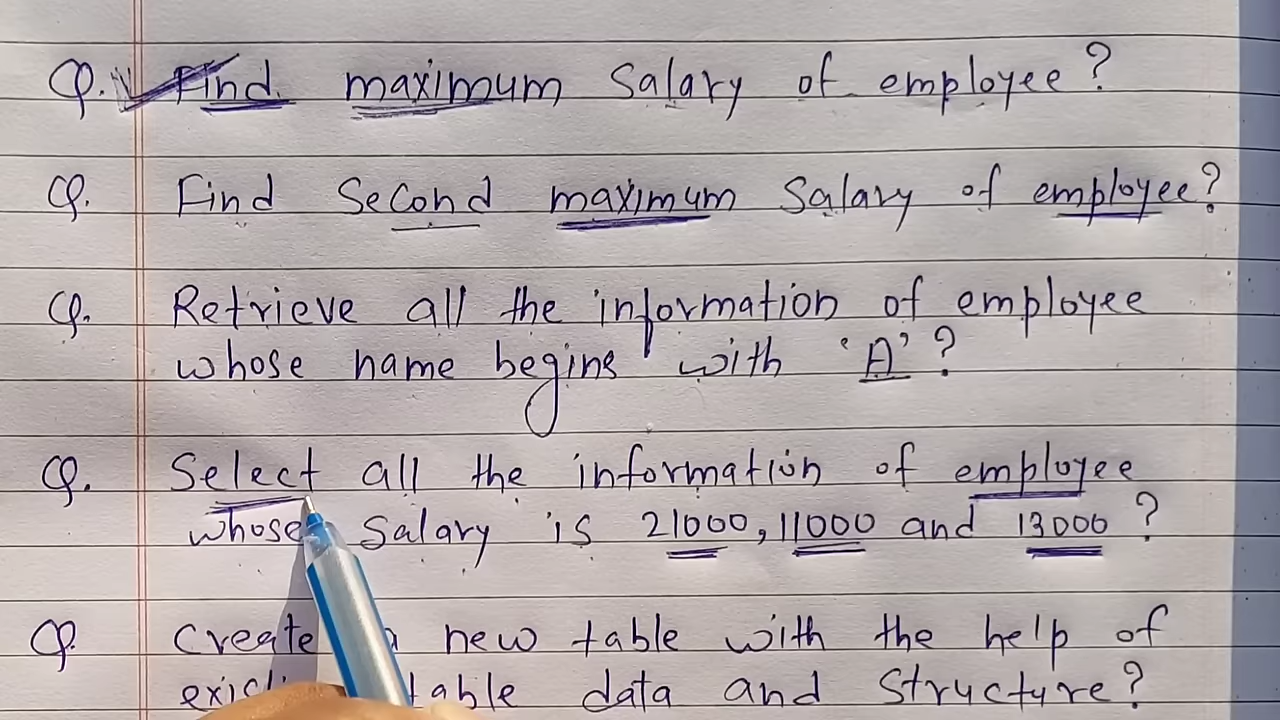 Q. Find maximum Salary of employee?
Q. Find Second maximum Salary of employee?
Q. Retrieve all the information of employee
whose name begins with 'A'?
Q. Select all the information of employee
whose Salary is 21000, 11000 and 13000?
Q. Create new table with the help of
table data and Structure?